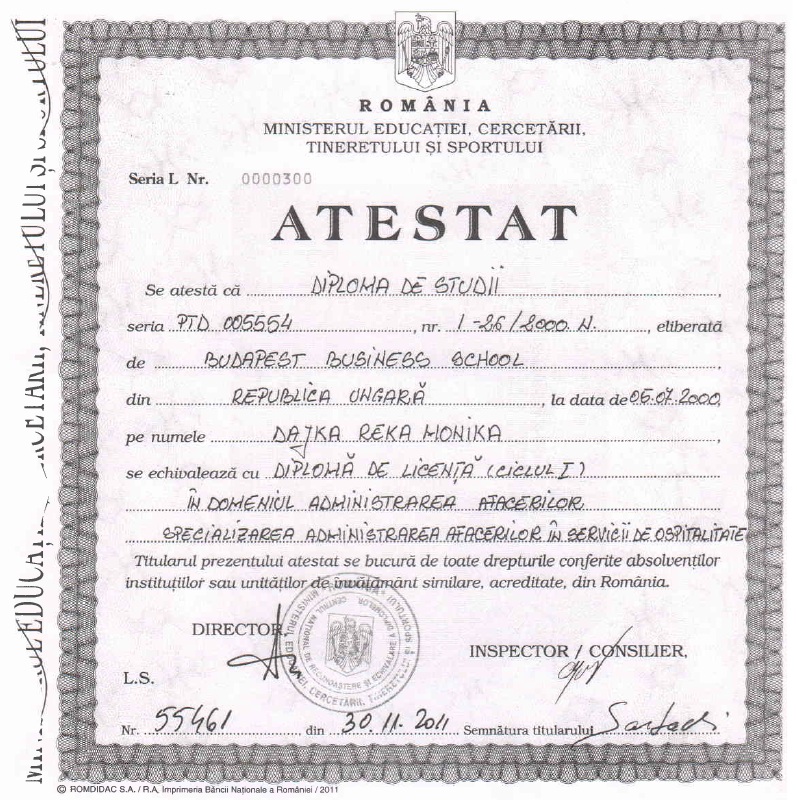 ROMÂNIA
MINISTERUL EDUCAȚIEI, CERCETĂRII,
TINERETULUI ȘI SPORTULUI
Seria L Nr. 0000300
ATESTAT
Se atestă că DIPLOMA DE STUDII,
seria PTD 005554, nr. 1-26/2000. N., eliberată
de BUDAPEST BUSINESS SCHOOL,
din REPUBLICA UNGARĂ, la data de 05.07.2000,
pe numele DAJKA REKA MONIKA,
se echivalează cu DIPLOMĂ DE LICENȚĂ (CICLUL I)
ÎN DOMENIUL ADMINISTRAREA AFACERILOR,
SPECIALIZAREA ADMINISTRAREA AFACERILOR ÎN SERVICII DE OSPITALITATE
Titularul prezentului atestat se bucură de toate drepturile conferite absolvenților
instituțiilor sau unităților de învățământ similare, acreditate, din România.
DIRECTOR,
INSPECTOR / CONSILIER,
L.S.
Nr. 55461 din 30.11.2011 Semnătura titularului
© ROMDIDAC S.A. / R.A. Imprimeria Băncii Naționale a României / 2011